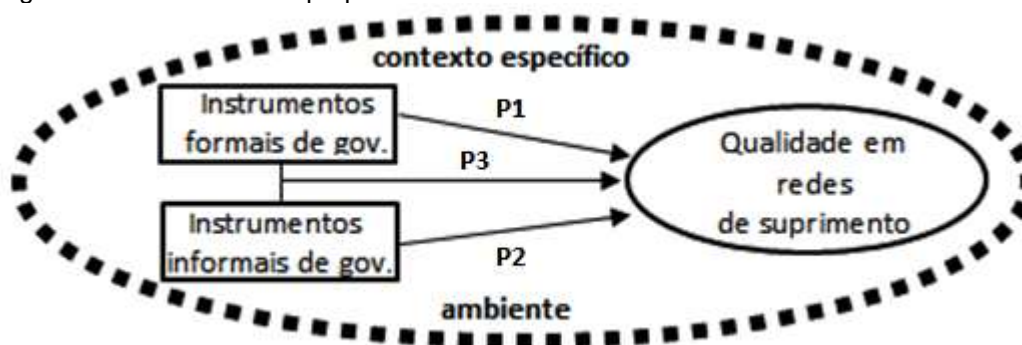 contexto específico
Instrumentos
formais de gov.
P1
P3
Qualidade em
redes
de suprimento
Instrumentos
informais de gov.
P2
ambiente